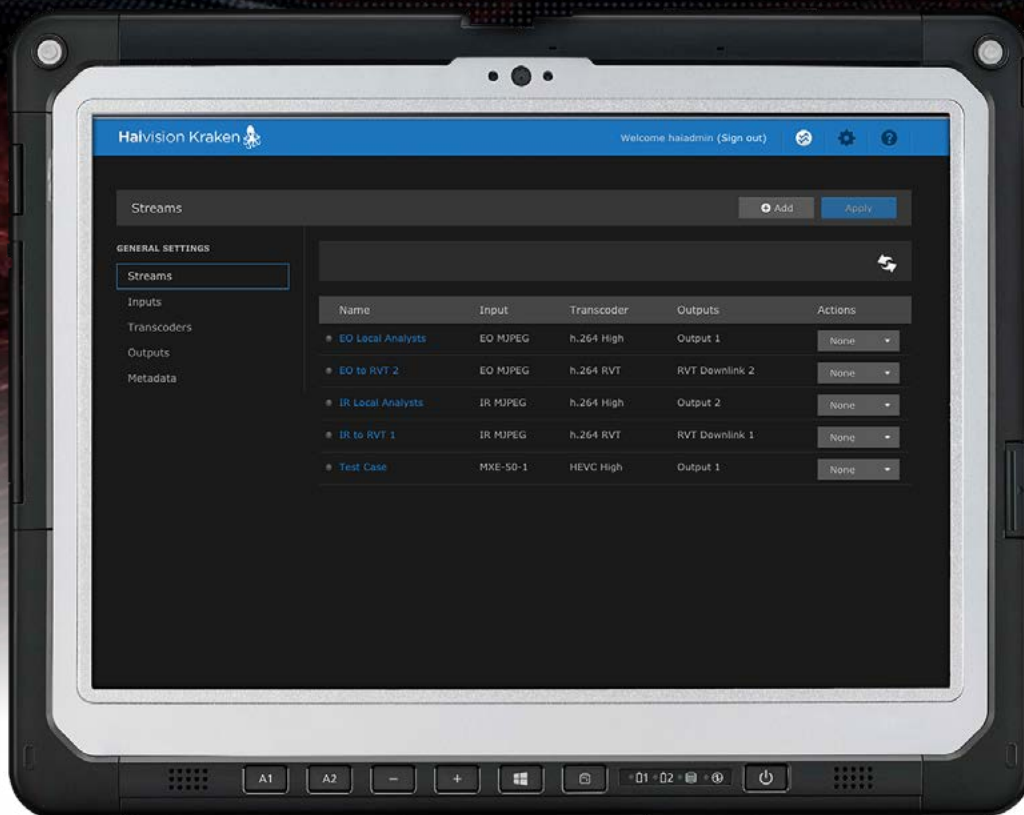 Haivision Kraken
Welcome haiadmin (Sign out)
Streams
Add
Apply
GENERAL SETTINGS
Streams
Inputs
Transcoders
Outputs
Metadata
Name Input Transcoder Outputs Actions
EO Local Analysts EO MJPEG h.264 High Output 1 None
EO to RVT 2 EO MJPEG h.264 RVT RVT Downlink 2 None
IR Local Analysts IR MJPEG h.264 High Output 2 None
IR to RVT 1 IR MJPEG h.264 RVT RVT Downlink 1 None
Test Case MXE-50-1 HEVC High Output 1 None
A1 A2 - + 1 2